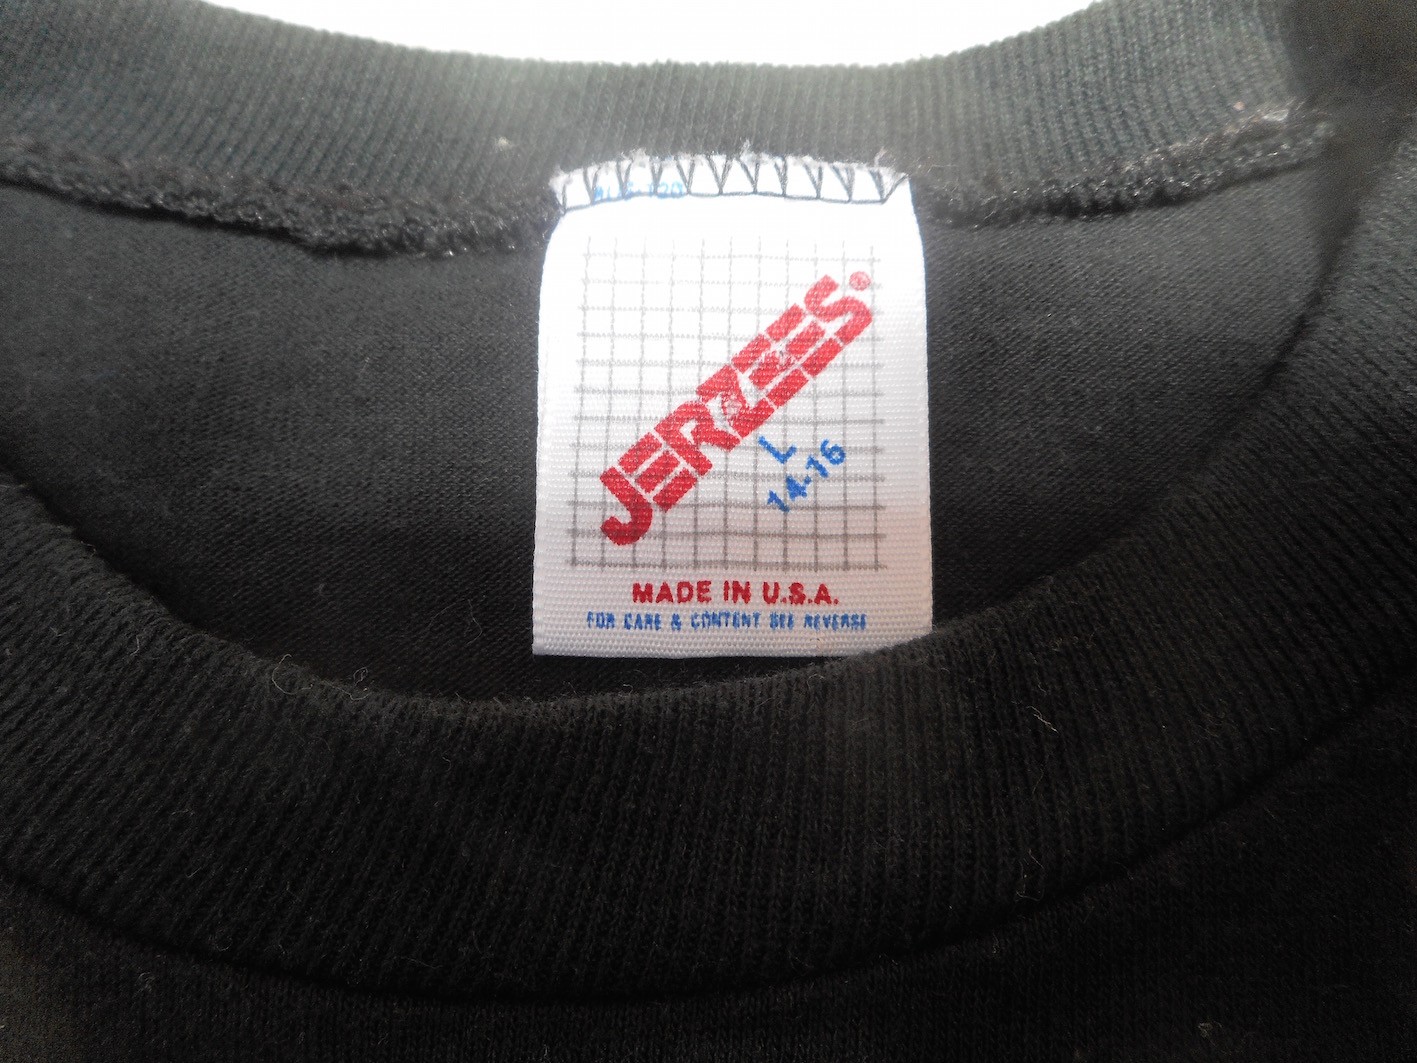 JERZEES®
L
14-16
MADE IN U.S.A.
FOR CARE & CONTENT SEE REVERSE